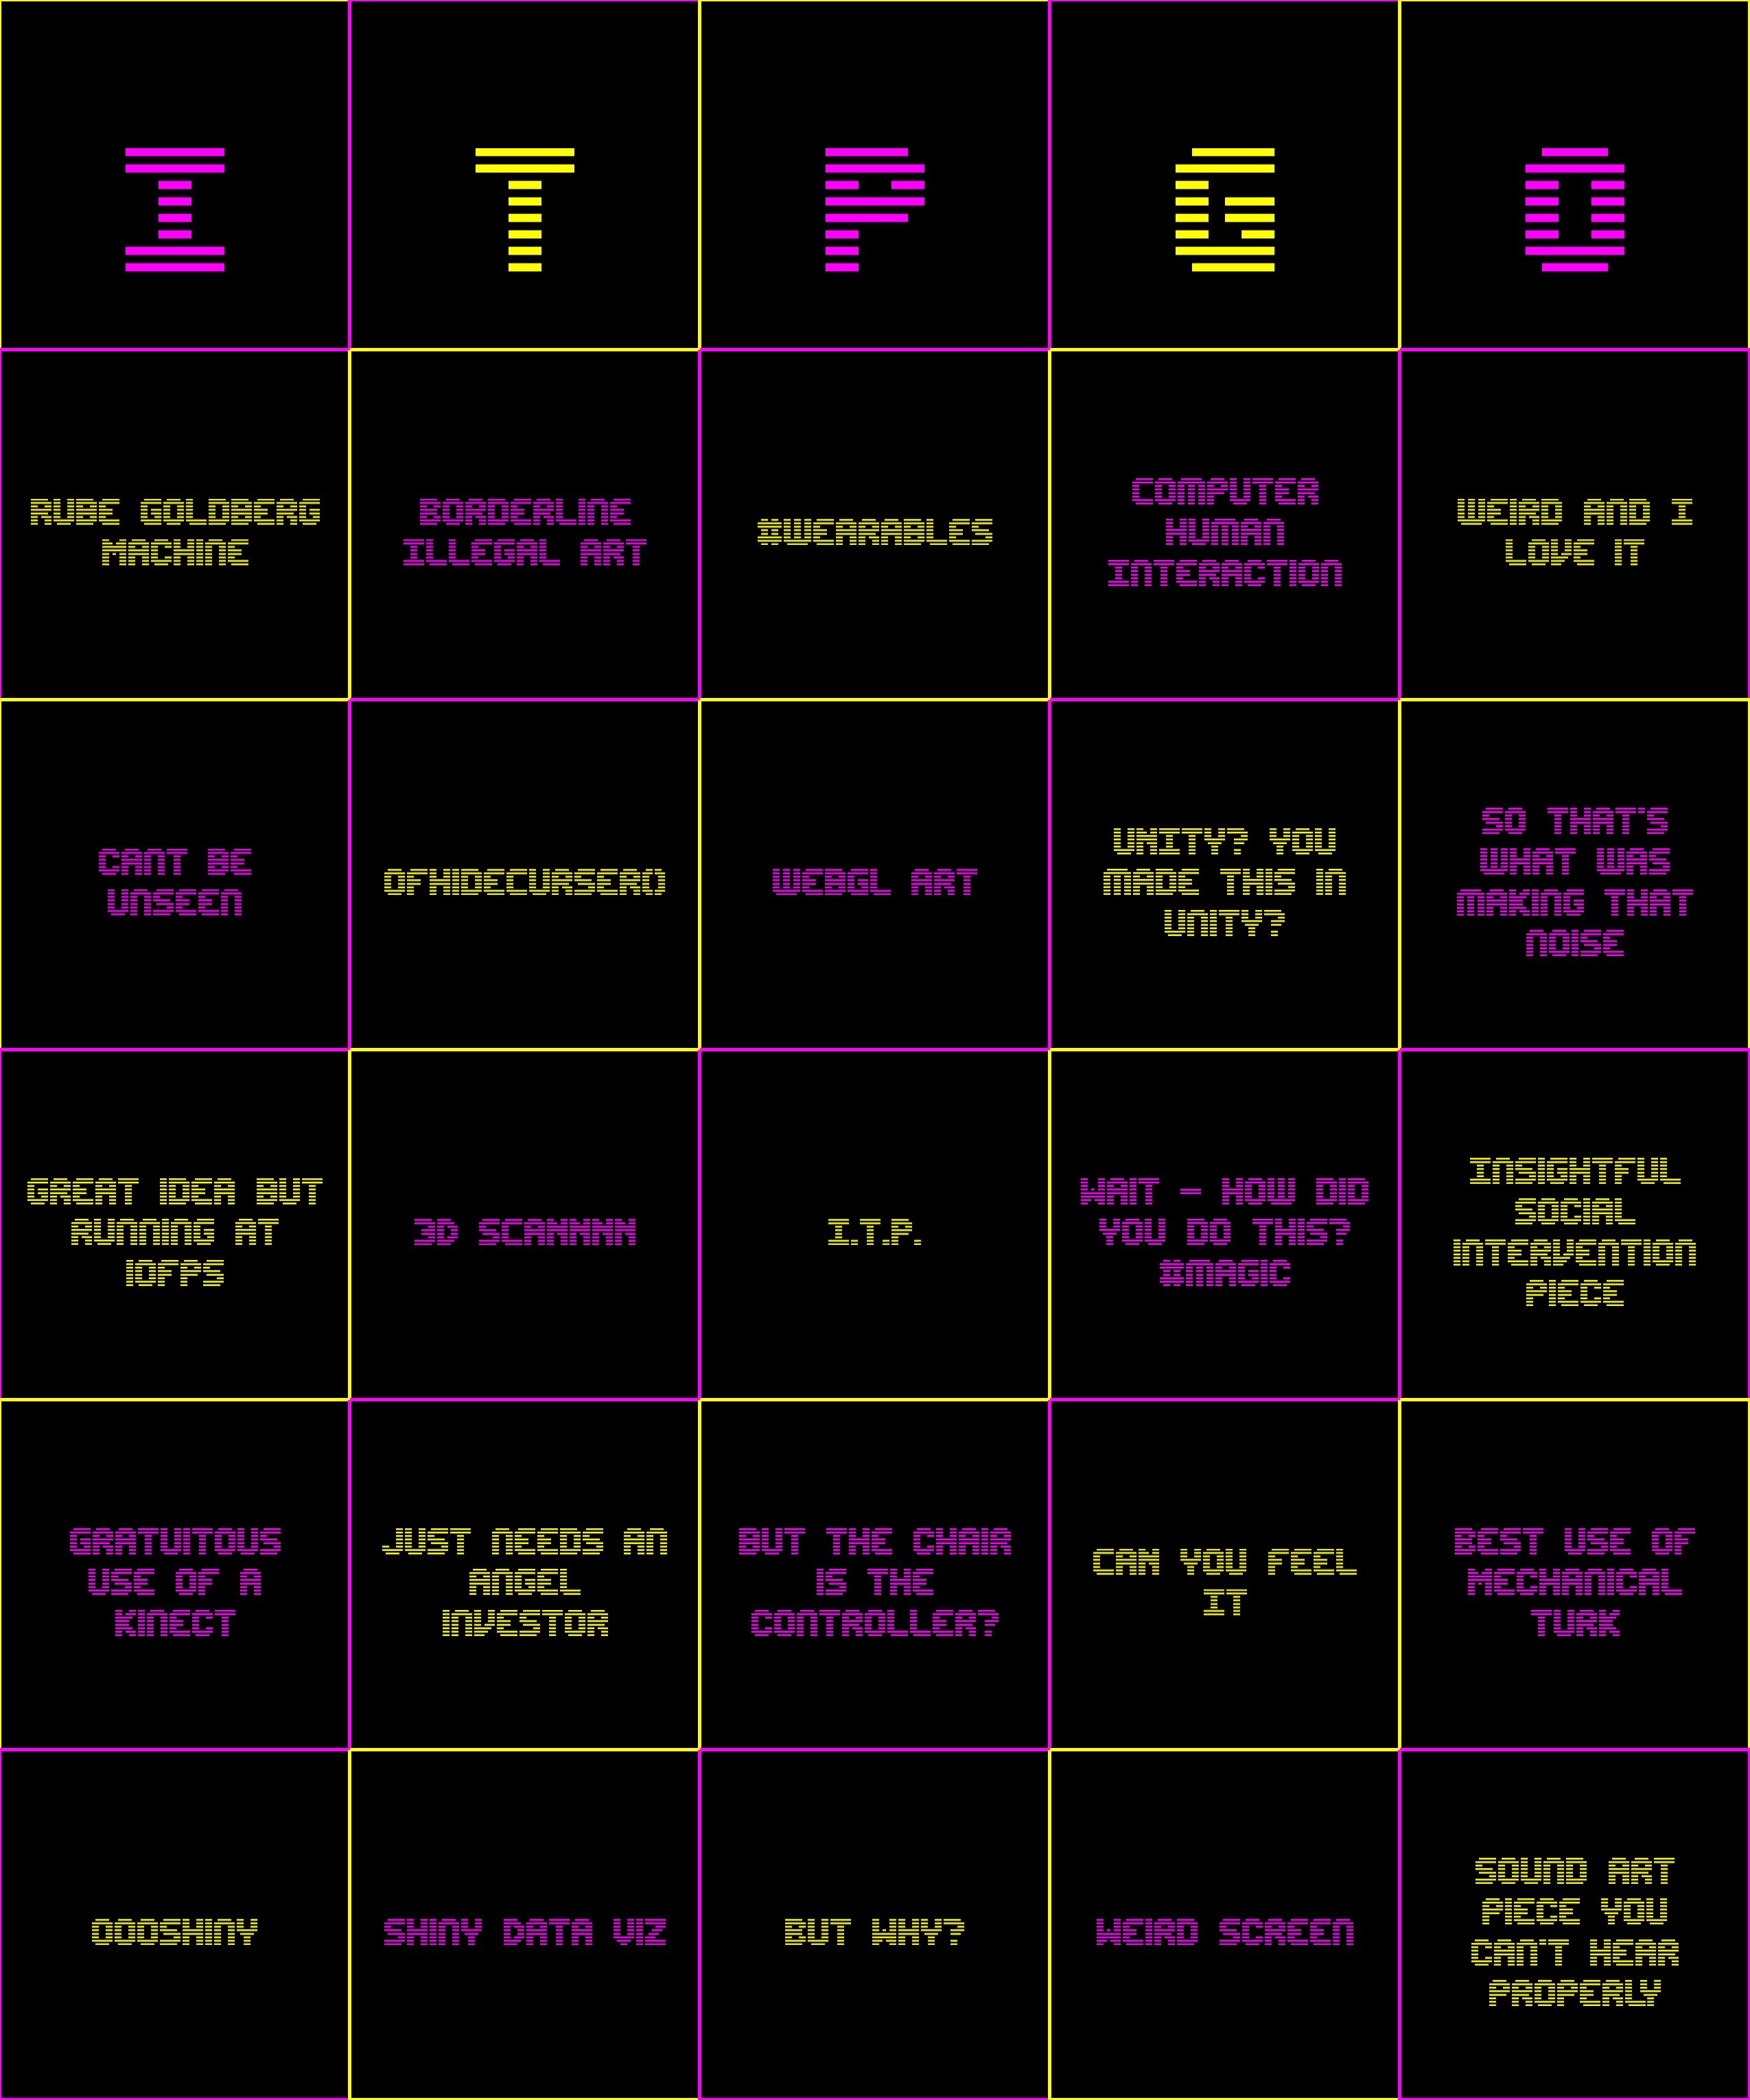 I
T
P
G
O
RUBE GOLDBERG
MACHINE
BORDERLINE
ILLEGAL ART
#WEARABLES
COMPUTER
HUMAN
INTERACTION
WEIRD AND I
LOVE IT
CANT BE
UNSEEN
OFHIDECURSER()
WEBGL ART
UNITY? YOU
MADE THIS IN
UNITY?
SO THAT'S
WHAT WAS
MAKING THAT
NOISE
GREAT IDEA BUT
RUNNING AT
10FPS
3D SCANNNN
I.T.P.
WAIT - HOW DID
YOU DO THIS?
#MAGIC
INSIGHTFUL
SOCIAL
INTERVENTION
PIECE
GRATUITOUS
USE OF A
KINECT
JUST NEEDS AN
ANGEL
INVESTOR
BUT THE CHAIR
IS THE
CONTROLLER?
CAN YOU FEEL
IT
BEST USE OF
MECHANICAL
TURK
OOOSHINY
SHINY DATA VIZ
BUT WHY?
WEIRD SCREEN
SOUND ART
PIECE YOU
CAN'T HEAR
PROPERLY